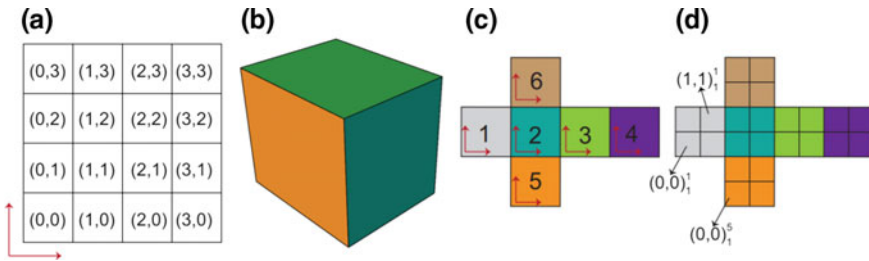 (a) (b) (c) (d)
(0,3) (1,3) (2,3) (3,3)
(0,2) (1,2) (2,2) (3,2)
(0,1) (1,1) (2,1) (3,1)
(0,0) (1,0) (2,0) (3,0)
6
1 2 3 4
5
(1,1)¹₁
(0,0)¹₁
(0,0)⁵₁